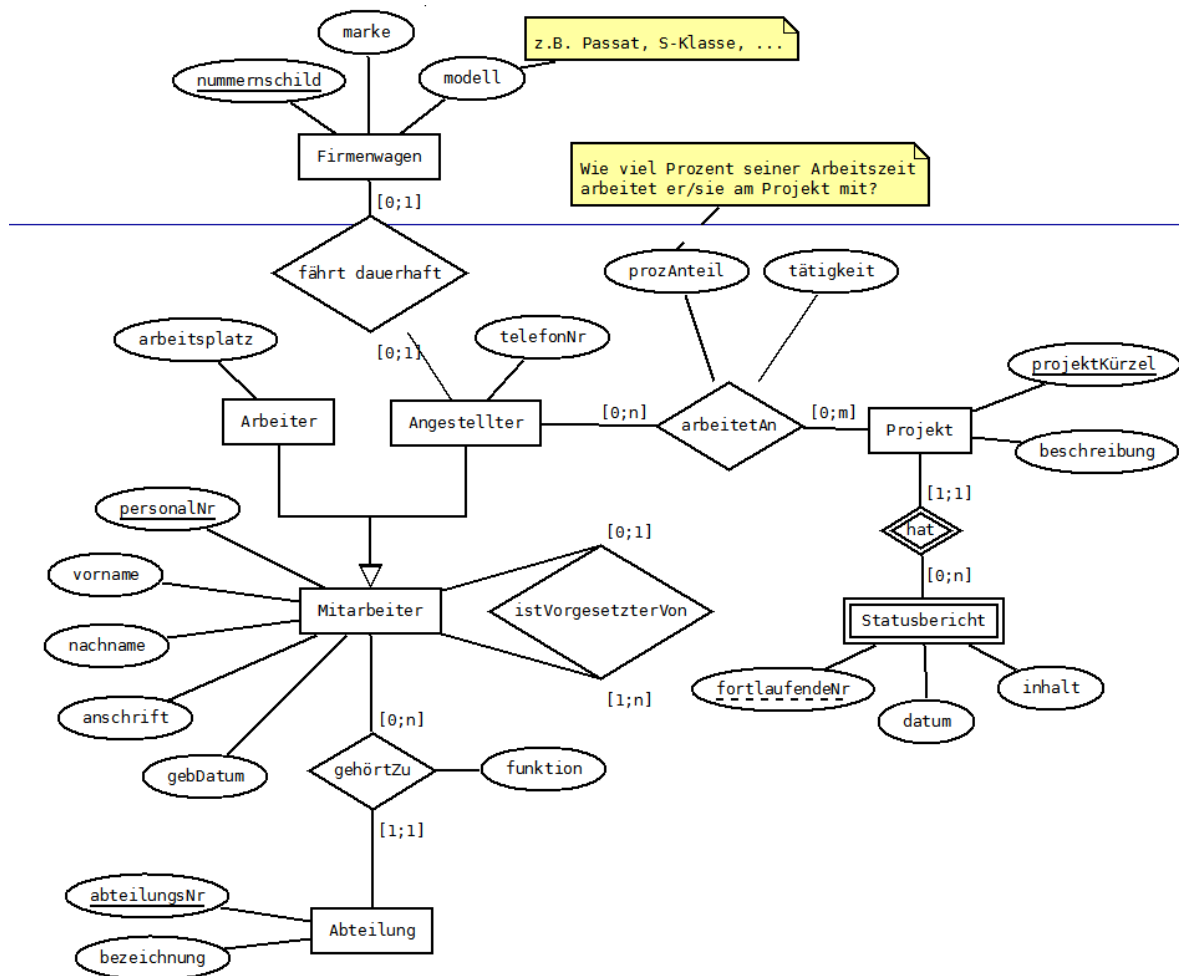 marke
z.B. Passat, S-Klasse, ...
nummernschild
modell
Firmenwagen
Wie viel Prozent seiner Arbeitszeit
arbeitet er/sie am Projekt mit?
[0;1]
fährt dauerhaft
prozAnteil
tätigkeit
arbeitsplatz
telefonNr
[0;1]
projektKürzel
Arbeiter
Angestellter
[0;n]
arbeitetAn
[0;m]
Projekt
beschreibung
[1;1]
personalNr
hat
[0;1]
vorname
[0;n]
Mitarbeiter
istVorgesetzterVon
Statusbericht
nachname
fortlaufendeNr
inhalt
[1;n]
anschrift
[0;n]
datum
gebDatum
gehörtZu
funktion
[1;1]
abteilungsNr
Abteilung
bezeichnung